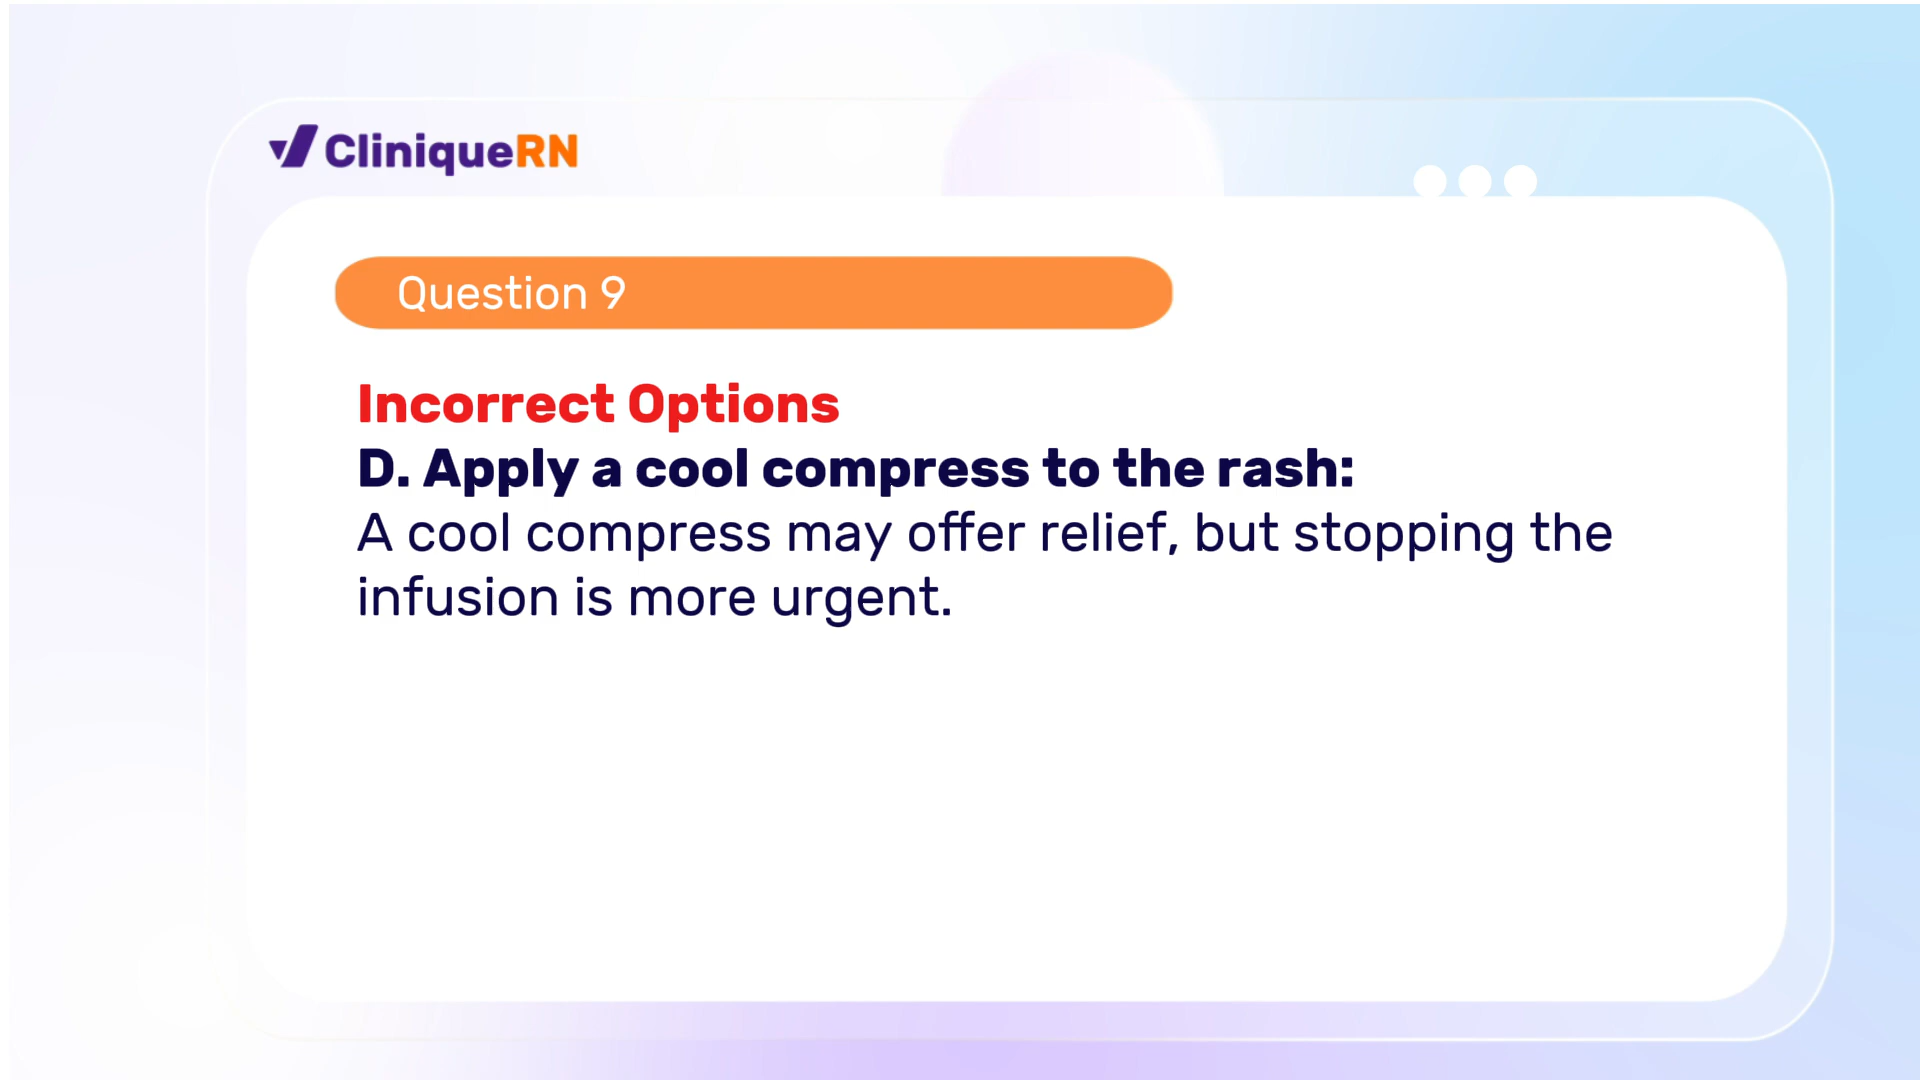 CliniqueRN
Question 9
Incorrect Options
D. Apply a cool compress to the rash:
A cool compress may offer relief, but stopping the
infusion is more urgent.